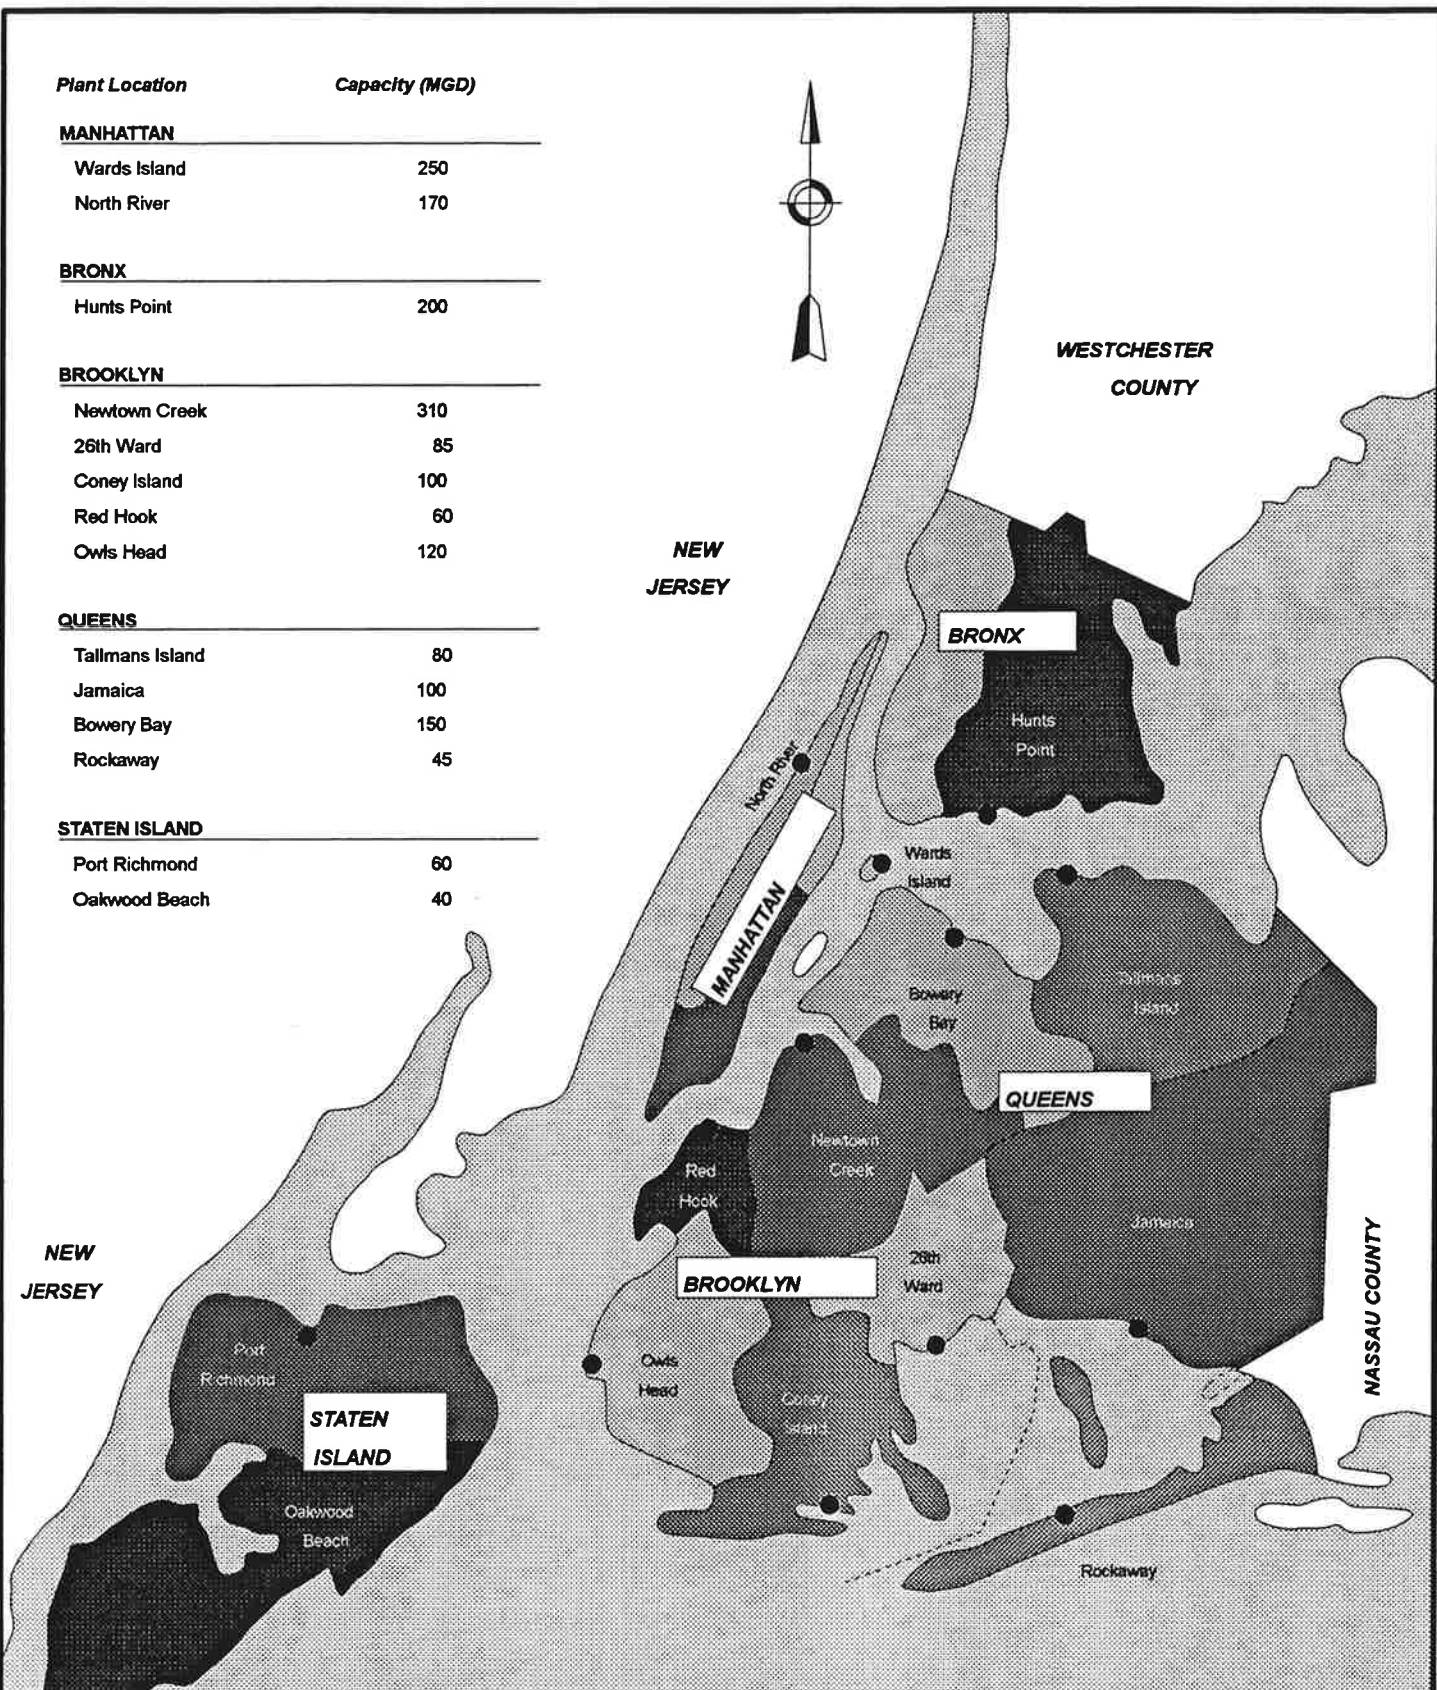 Plant Location Capacity (MGD)
MANHATTAN
Wards Island 250
North River 170
BRONX
Hunts Point 200
BROOKLYN
Newtown Creek 310
26th Ward 85
Coney Island 100
Red Hook 60
Owls Head 120
QUEENS
Tallmans Island 80
Jamaica 100
Bowery Bay 150
Rockaway 45
STATEN ISLAND
Port Richmond 60
Oakwood Beach 40
WESTCHESTER
COUNTY
NEW
JERSEY
BRONX
Hunts
Point
North River
MANHATTAN
Wards
Island
Tallmans
Island
Bowery
Bay
QUEENS
Newtown
Creek
Red
Hook
Jamaica
NEW
JERSEY
BROOKLYN
26th
Ward
NASSAU COUNTY
Port
Richmond
Owls
Head
Coney
Island
STATEN
ISLAND
Oakwood
Beach
Rockaway